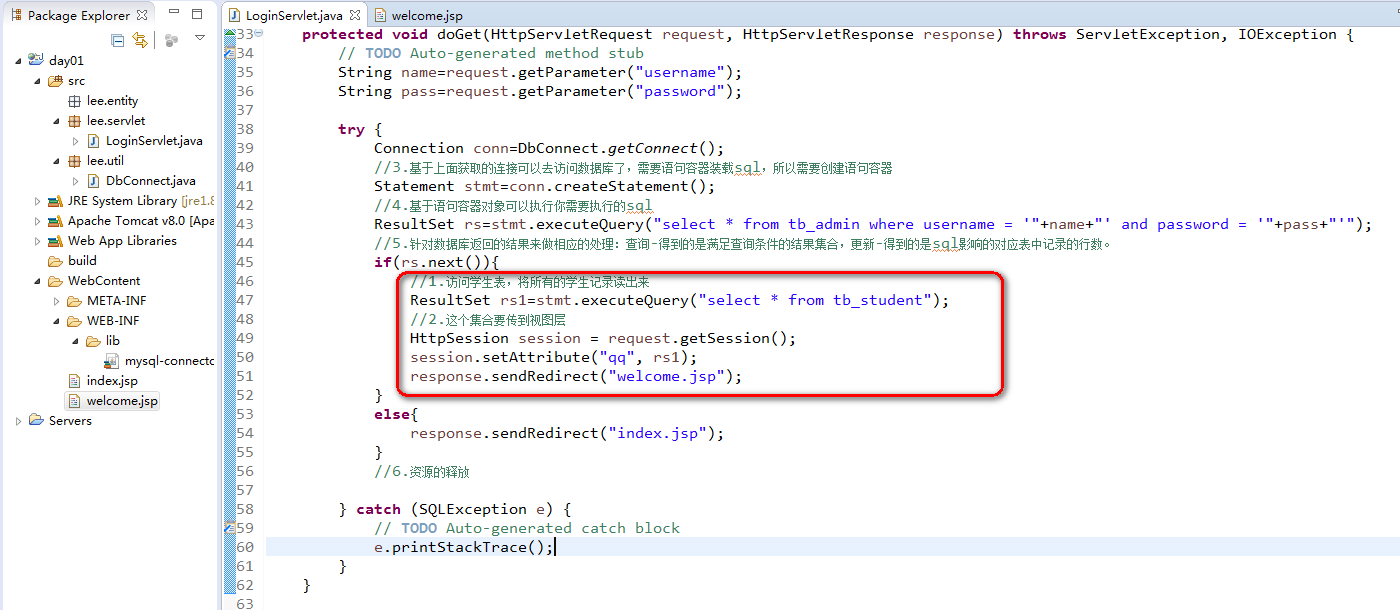 Package Explorer
day01
src
lee.entity
lee.servlet
LoginServlet.java
lee.util
DbConnect.java
JRE System Library [jre1.8
Apache Tomcat v8.0 [Apa
Web App Libraries
build
WebContent
META-INF
WEB-INF
lib
mysql-connectc
index.jsp
welcome.jsp
Servers
LoginServlet.java welcome.jsp
33 protected void doGet(HttpServletRequest request, HttpServletResponse response) throws ServletException, IOException {
34 // TODO Auto-generated method stub
35 String name=request.getParameter("username");
36 String pass=request.getParameter("password");
37
38 try {
39 Connection conn=DbConnect.getConnect();
40 //3.基于上面获取的连接可以去访问数据库了，需要语句容器装载sql，所以需要创建语句容器
41 Statement stmt=conn.createStatement();
42 //4.基于语句容器对象可以执行你需要执行的sql
43 ResultSet rs=stmt.executeQuery("select * from tb_admin where username = '"+name+"' and password = '"+pass+"'");
44 //5.针对数据库返回的结果来做相应的处理：查询-得到的是满足查询条件的结果集合，更新-得到的是sql影响的对应表中记录的行数。
45 if(rs.next()){
46 //1.访问学生表，将所有的学生记录读出来
47 ResultSet rs1=stmt.executeQuery("select * from tb_student");
48 //2.这个集合要传到视图层
49 HttpSession session = request.getSession();
50 session.setAttribute("qq", rs1);
51 response.sendRedirect("welcome.jsp");
52 }
53 else{
54 response.sendRedirect("index.jsp");
55 }
56 //6.资源的释放
57
58 } catch (SQLException e) {
59 // TODO Auto-generated catch block
60 e.printStackTrace();
61 }
62 }
63